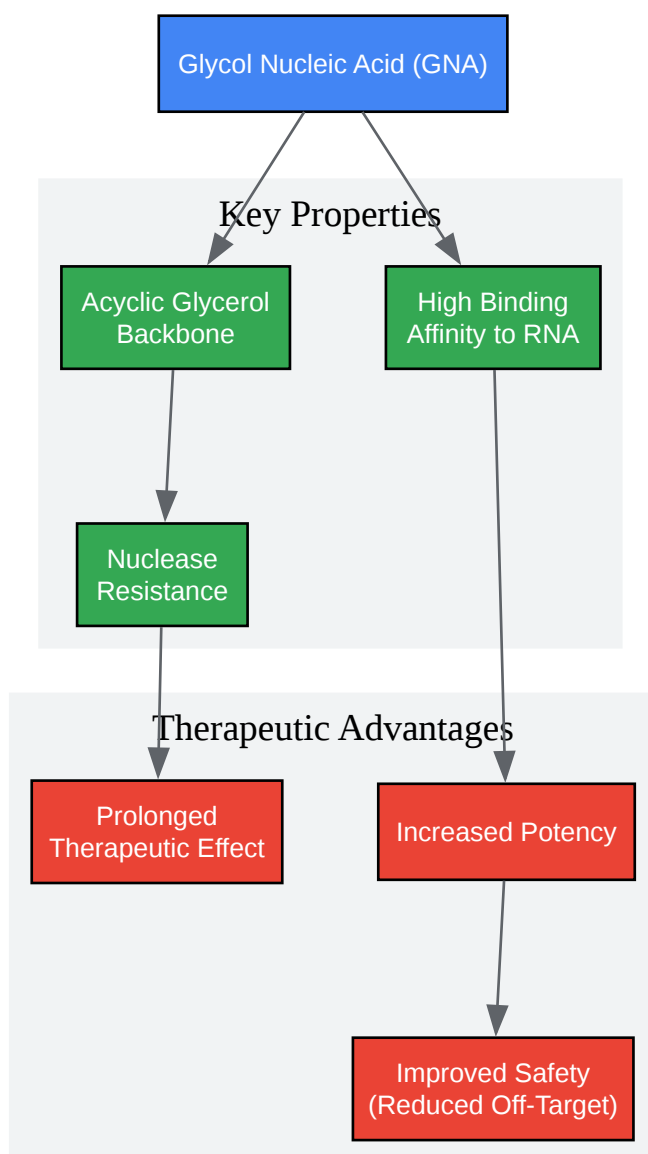 Glycol Nucleic Acid (GNA)
Key Properties
Acyclic Glycerol
Backbone
High Binding
Affinity to RNA
Nuclease
Resistance
Therapeutic Advantages
Prolonged
Therapeutic Effect
Increased Potency
Improved Safety
(Reduced Off-Target)